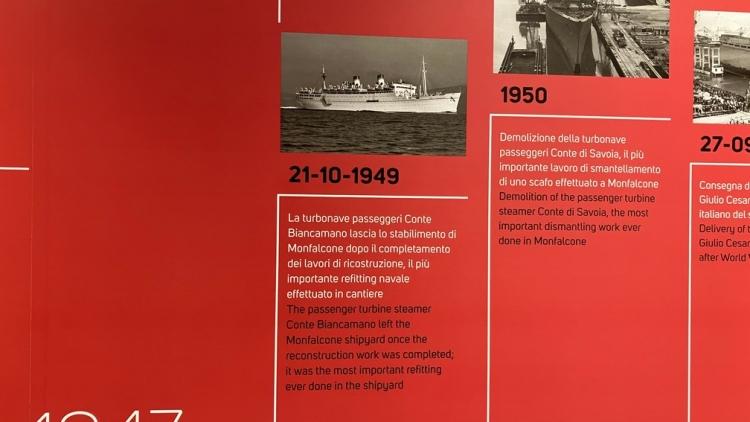 21-10-1949
La turbonave passeggeri Conte
Biancamano lascia lo stabilimento di
Monfalcone dopo il completamento
dei lavori di ricostruzione, il più
importante refitting navale
effettuato in cantiere
The passenger turbine steamer
Conte Biancamano left the
Monfalcone shipyard once the
reconstruction work was completed;
it was the most important refitting
ever done in the shipyard
1950
Demolizione della turbonave
passeggeri Conte di Savoia, il più
importante lavoro di smantellamento
di uno scafo effettuato a Monfalcone
Demolition of the passenger turbine
steamer Conte di Savoia, the most
important dismantling work ever
done in Monfalcone
27-09
Consegna d
Giulio Cesar
italiano del s
Delivery of t
Giulio Cesar
after World